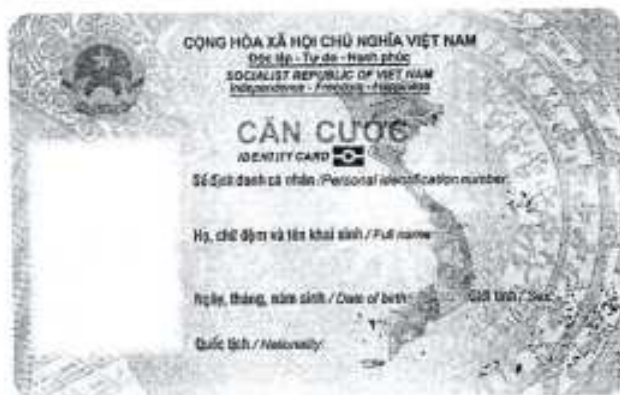 CỘNG HÒA XÃ HỘI CHỦ NGHĨA VIỆT NAM
Độc lập - Tự do - Hạnh phúc
SOCIALIST REPUBLIC OF VIET NAM
Independence - Freedom - Happiness
CĂN CƯỚC
IDENTITY CARD
Số định danh cá nhân / Personal identification number:
Họ, chữ đệm và tên khai sinh / Full name
Ngày, tháng, năm sinh / Date of birth: Giới tính / Sex:
Quốc tịch / Nationality: